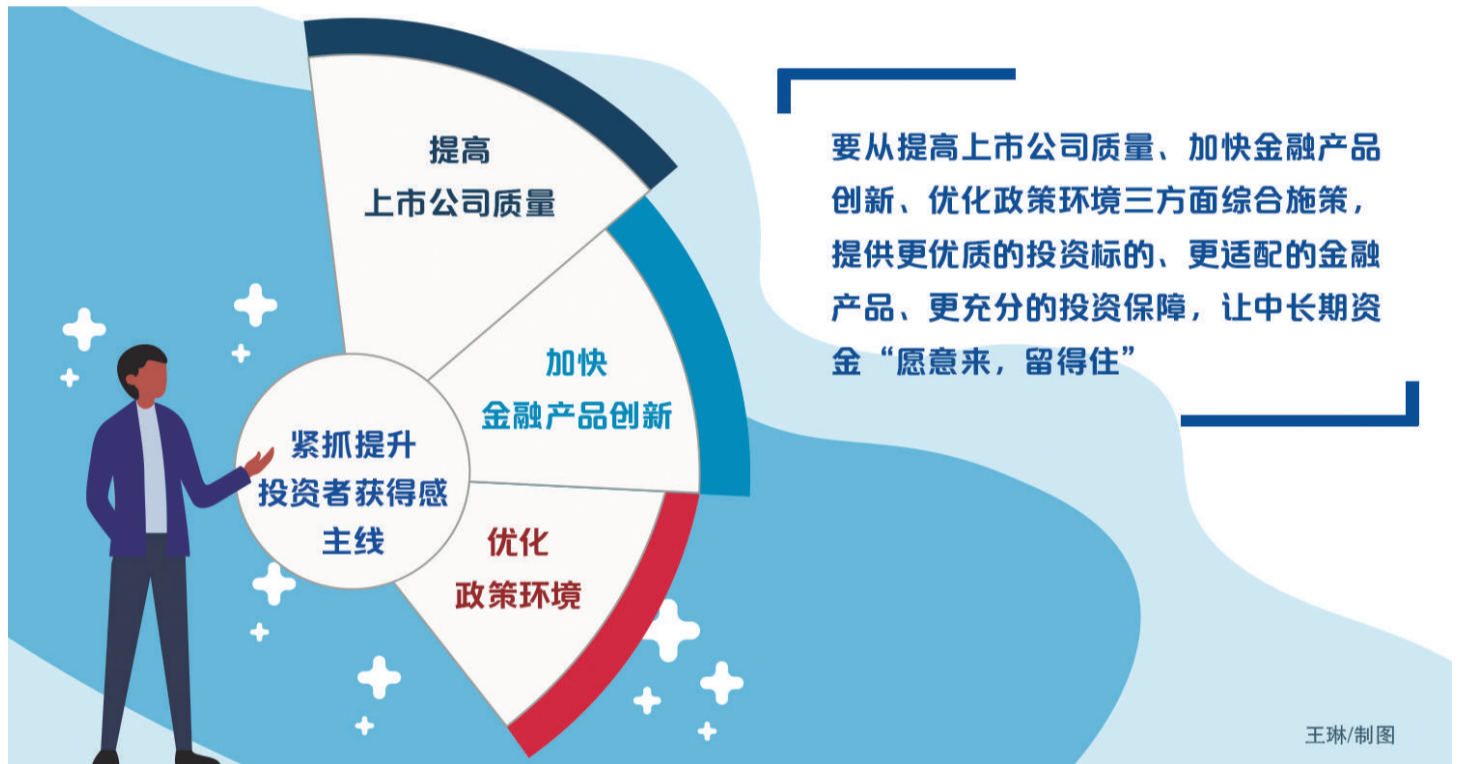 提高
上市公司质量
加快
金融产品创新
紧抓提升
投资者获得感
主线
优化
政策环境
要从提高上市公司质量、加快金融产品
创新、优化政策环境三方面综合施策，
提供更优质的投资标的、更适配的金融
产品、更充分的投资保障，让中长期资
金“愿意来，留得住”
王琳/制图